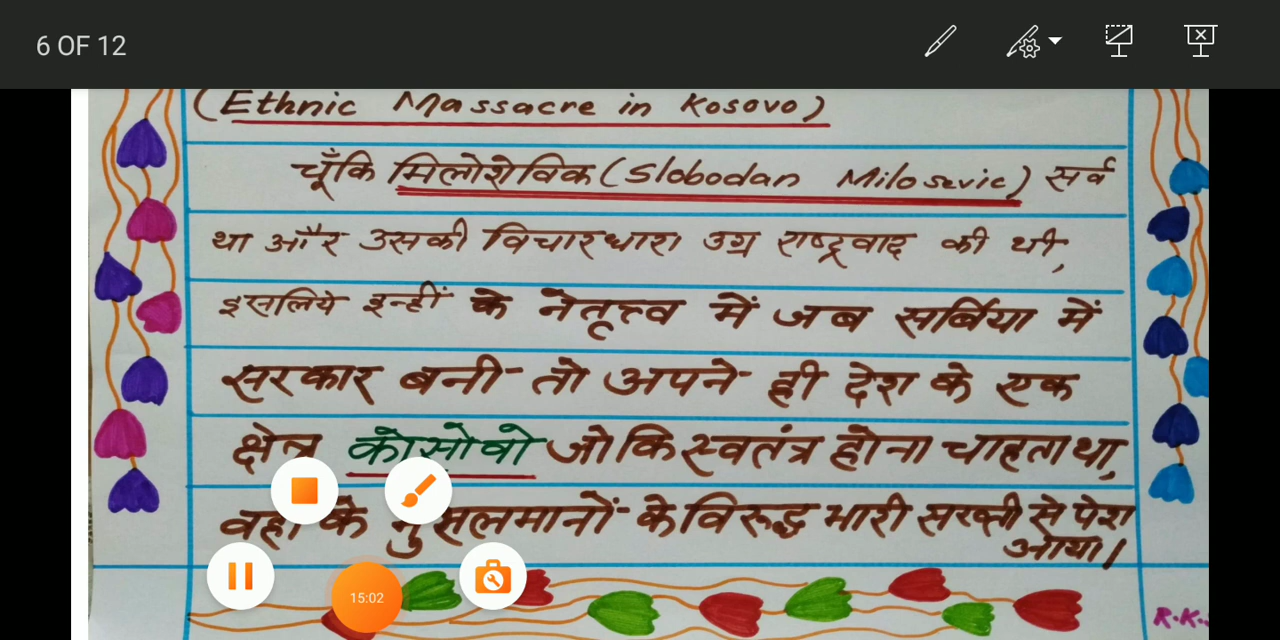 6 OF 12
(Ethnic Massacre in Kosovo)
चूँकि मिलोशेविक (Slobodan Milosevic) सर्व
था और उसकी विचारधारा उग्र राष्ट्रवाद की थी,
इसलिये इन्हीं के नेतृत्त्व में जब सर्बिया में
सरकार बनी तो अपने ही देश के एक
क्षेत्र कोसोवो जो कि स्वतंत्र होना चाहता था,
वहाँ के मुसलमानों के विरुद्ध भारी सख्ती से पेश
आया।
15:02
R.K.